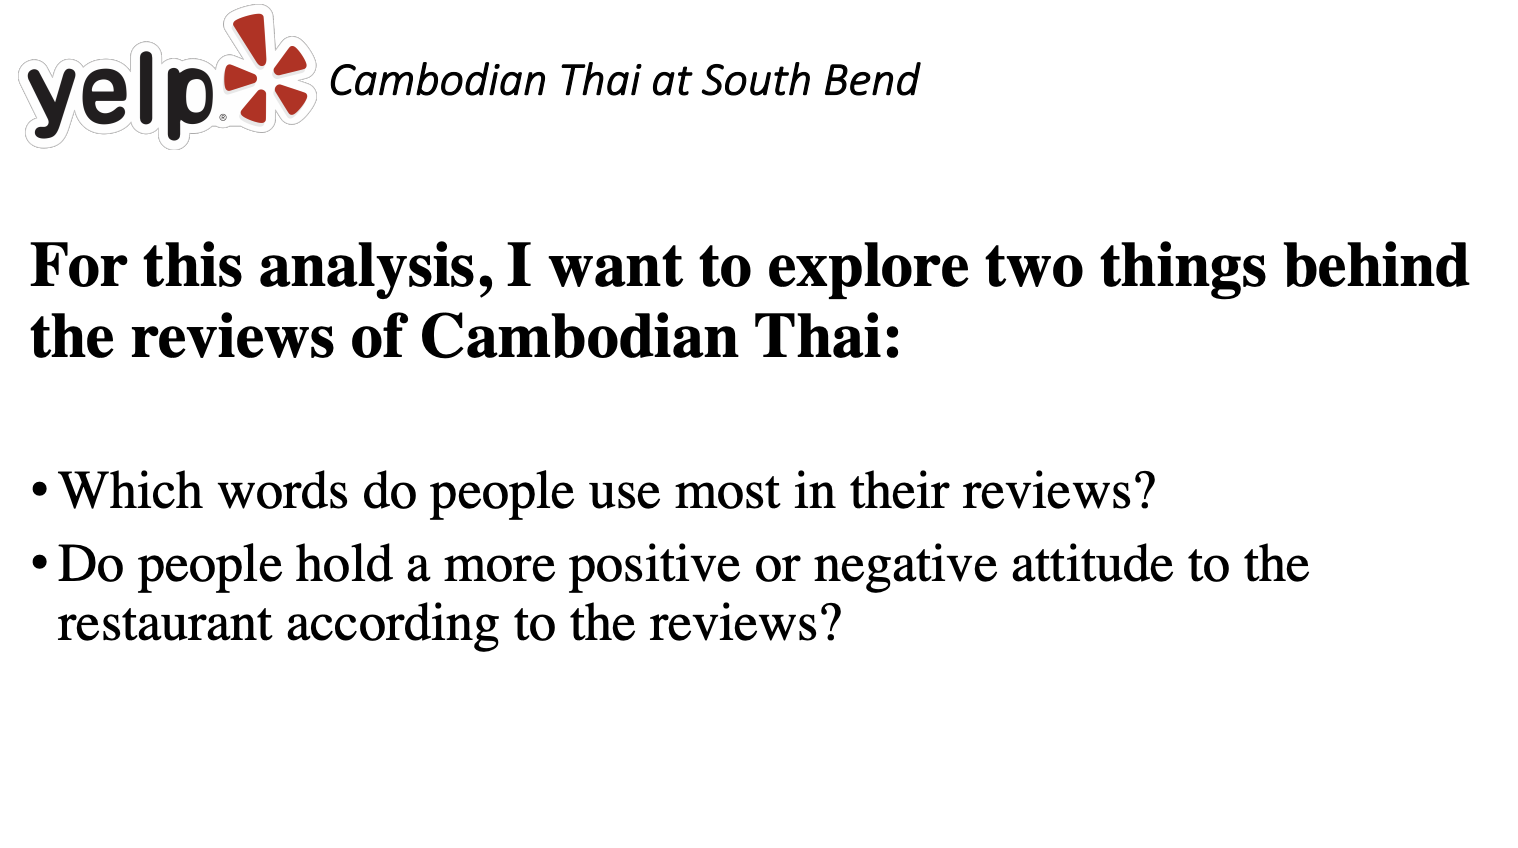 yelp® Cambodian Thai at South Bend
For this analysis, I want to explore two things behind
the reviews of Cambodian Thai:
• Which words do people use most in their reviews?
• Do people hold a more positive or negative attitude to the
restaurant according to the reviews?